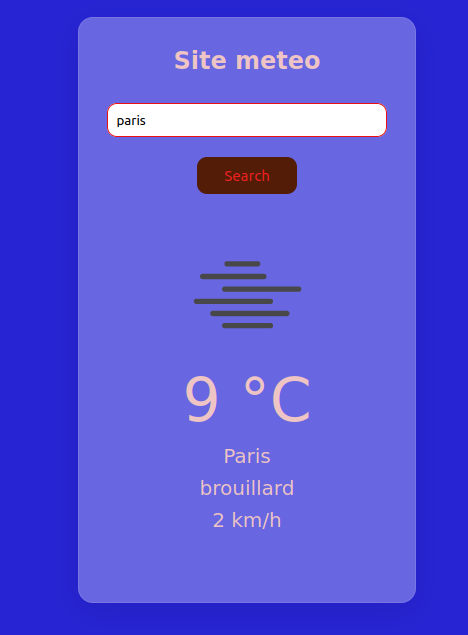 Site meteo
paris
Search
9 °C
Paris
brouillard
2 km/h